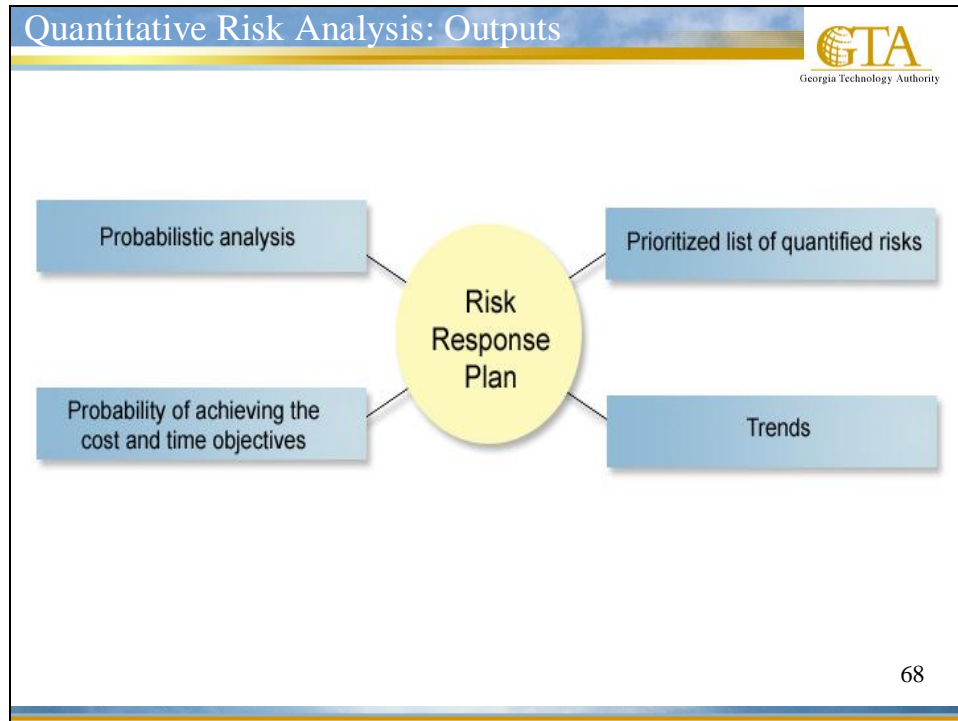 Quantitative Risk Analysis: Outputs
GTA
Georgia Technology Authority
Probabilistic analysis
Probability of achieving the
cost and time objectives
Risk
Response
Plan
Prioritized list of quantified risks
Trends
68